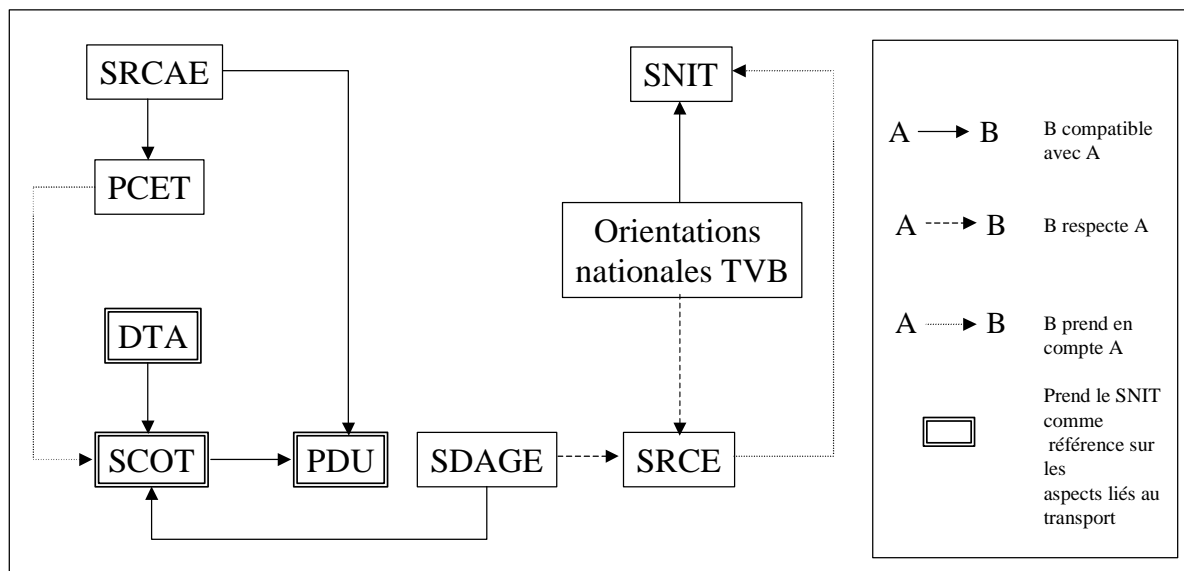 SRCAE
SNIT
PCET
Orientations
nationales TVB
DTA
SCOT
PDU
SDAGE
SRCE
A B B compatible
avec A
A B B respecte A
A B B prend en
compte A
Prend le SNIT
comme
référence sur
les
aspects liés au
transport